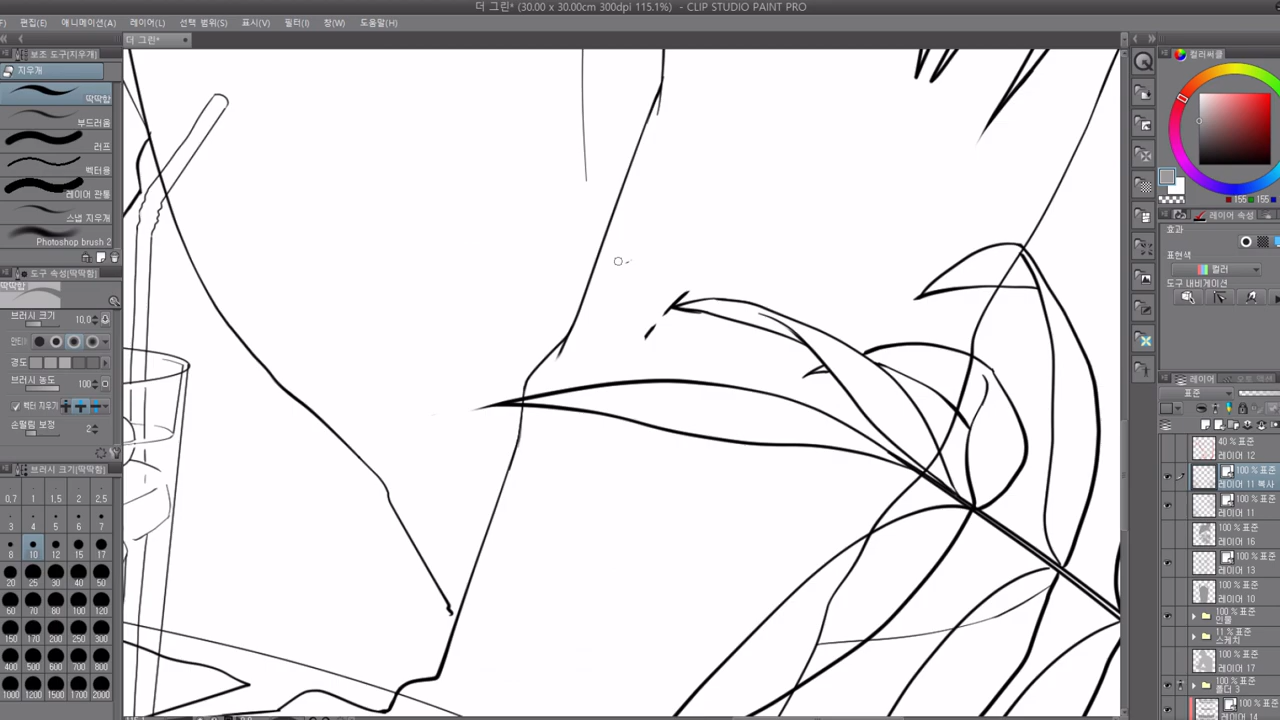 더 그린* (30.00 x 30.00cm 300dpi 115.1%) - CLIP STUDIO PAINT PRO
편집(E) 애니메이션(A) 레이어(L) 선택 범위(S) 표시(V) 필터(I) 창(W) 도움말(H)
더 그린*
보조 도구(지우개)
지우개
딱딱함
부드러움
러프
벡터용
레이어 관통
스냅 지우개
Photoshop brush 2
도구 속성(딱딱함)
딱딱함
브러시 크기 10.0
경도
브러시 농도 100
벡터 지우기
손떨림 보정 2
브러시 크기(딱딱함)
0.7 1 1.5 2 2.5
3 4 5 6 7
8 10 12 15 17
20 25 30 40 50
60 70 80 100 120
150 170 200 250 300
400 500 600 700 800
1000 1200 1500 1700 2000
컬러써클
155 155
레이어 속성
효과
표현색
컬러
도구 내비게이션
레이어
표준
40 % 표준
레이어 12
100 % 표준
레이어 11 복사
100 % 표준
레이어 11
100 % 표준
레이어 16
100 % 표준
레이어 13
100 % 표준
레이어 10
100 % 표준
인물
11 % 표준
스케치
100 % 표준
레이어 17
100 % 표준
폴더 3
100 % 표준
레이어 14